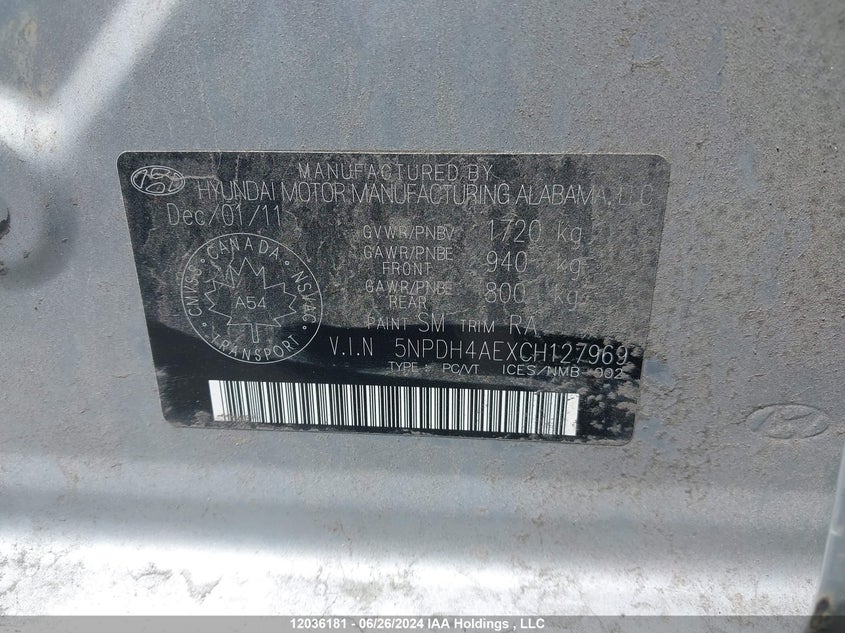 MANUFACTURED BY
HYUNDAI MOTOR MANUFACTURING ALABAMA, LLC
Dec/01/11
GVWR/PNBV 1720 kg
GAWR/PNBE FRONT 940 kg
GAWR/PNBE REAR 800 kg
PAINT SM TRIM RA
CANADA
CMVSS NSVAC
A54
TRANSPORT
V.I.N 5NPDH4AEXCH127969
TYPE : PC/VT ICES/NMB-002
12036181 - 06/26/2024 IAA Holdings , LLC